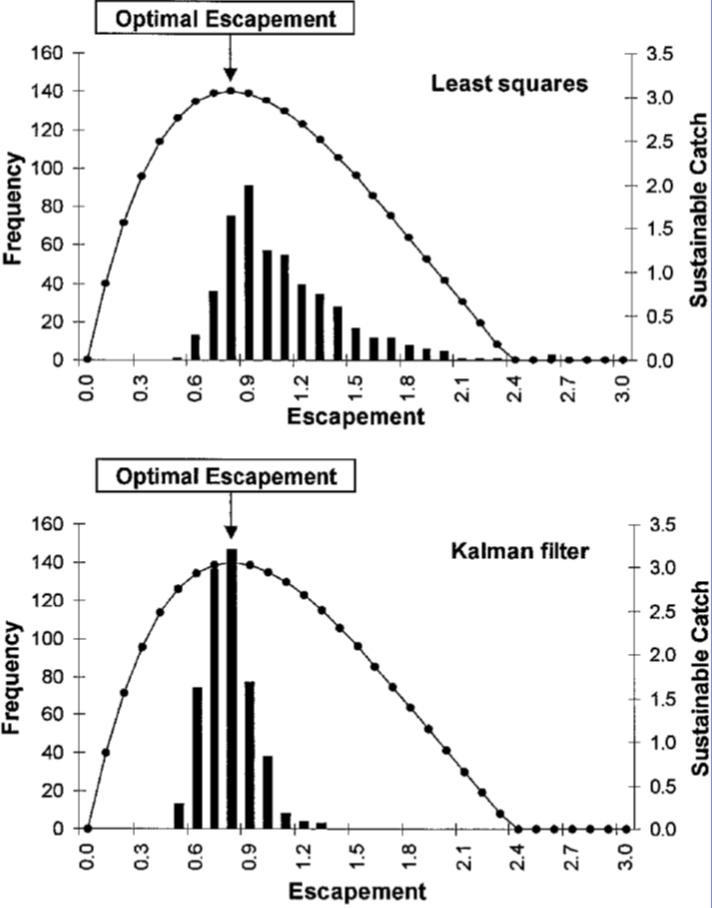 Optimal Escapement
Least squares
Frequency
160
140
120
100
80
60
40
20
0
3.5
3.0
2.5
2.0
1.5
1.0
0.5
0.0
Sustainable Catch
0.0 0.3 0.6 0.9 1.2 1.5 1.8 2.1 2.4 2.7 3.0
Escapement
Optimal Escapement
Kalman filter
Frequency
160
140
120
100
80
60
40
20
0
3.5
3.0
2.5
2.0
1.5
1.0
0.5
0.0
Sustainable Catch
0.0 0.3 0.6 0.9 1.2 1.5 1.8 2.1 2.4 2.7 3.0
Escapement